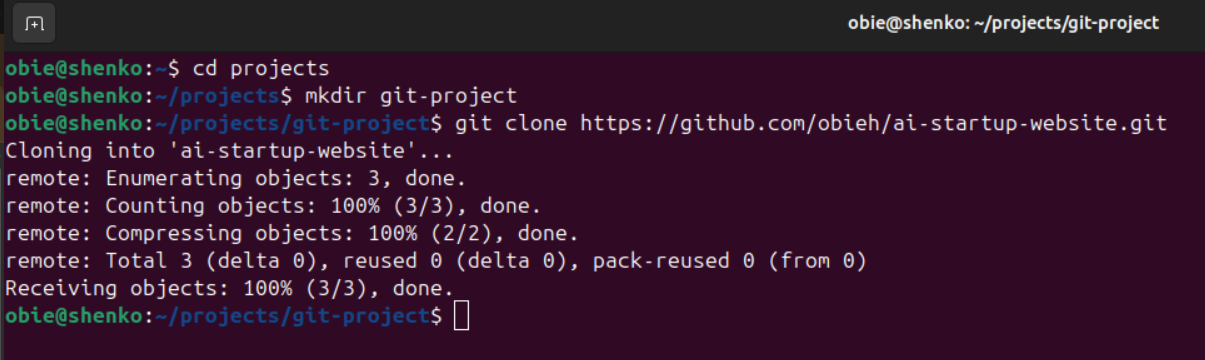 obie@shenko: ~/projects/git-project
obie@shenko:~$ cd projects
obie@shenko:~/projects$ mkdir git-project
obie@shenko:~/projects/git-project$ git clone https://github.com/obieh/ai-startup-website.git
Cloning into 'ai-startup-website'...
remote: Enumerating objects: 3, done.
remote: Counting objects: 100% (3/3), done.
remote: Compressing objects: 100% (2/2), done.
remote: Total 3 (delta 0), reused 0 (delta 0), pack-reused 0 (from 0)
Receiving objects: 100% (3/3), done.
obie@shenko:~/projects/git-project$